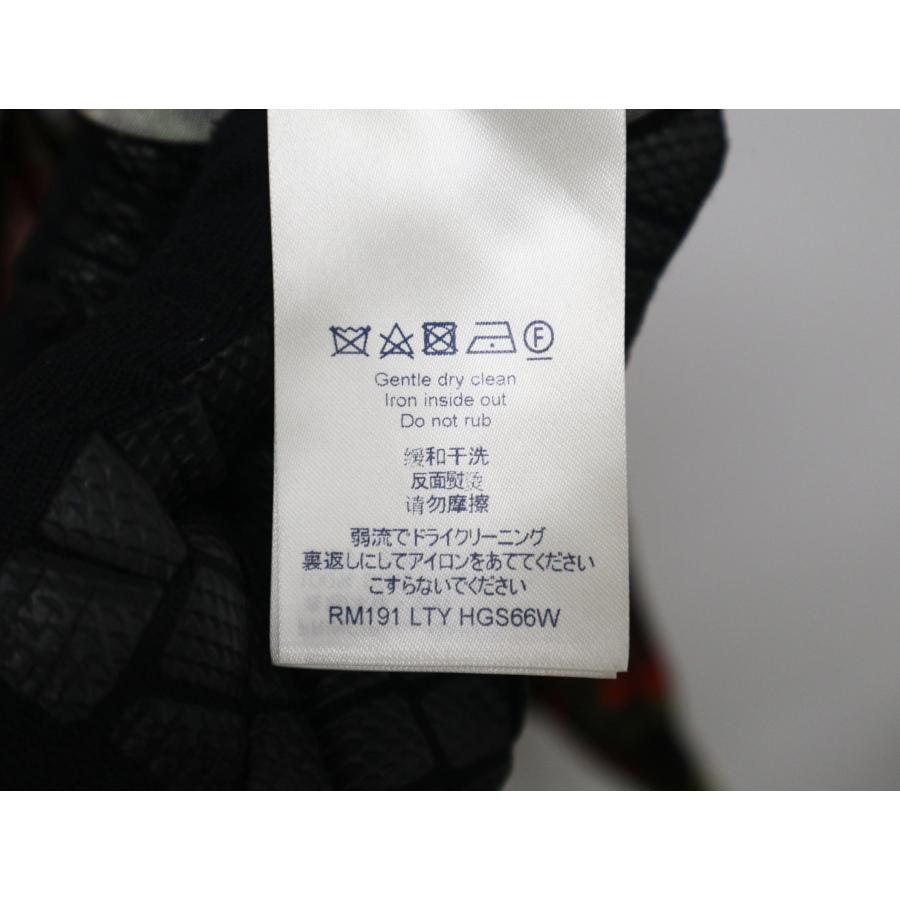 F
Gentle dry clean
Iron inside out
Do not rub
缓和干洗
反面熨烫
请勿摩擦
弱流でドライクリーニング
裏返しにしてアイロンをあててください
こすらないでください
RM191 LTY HGS66W